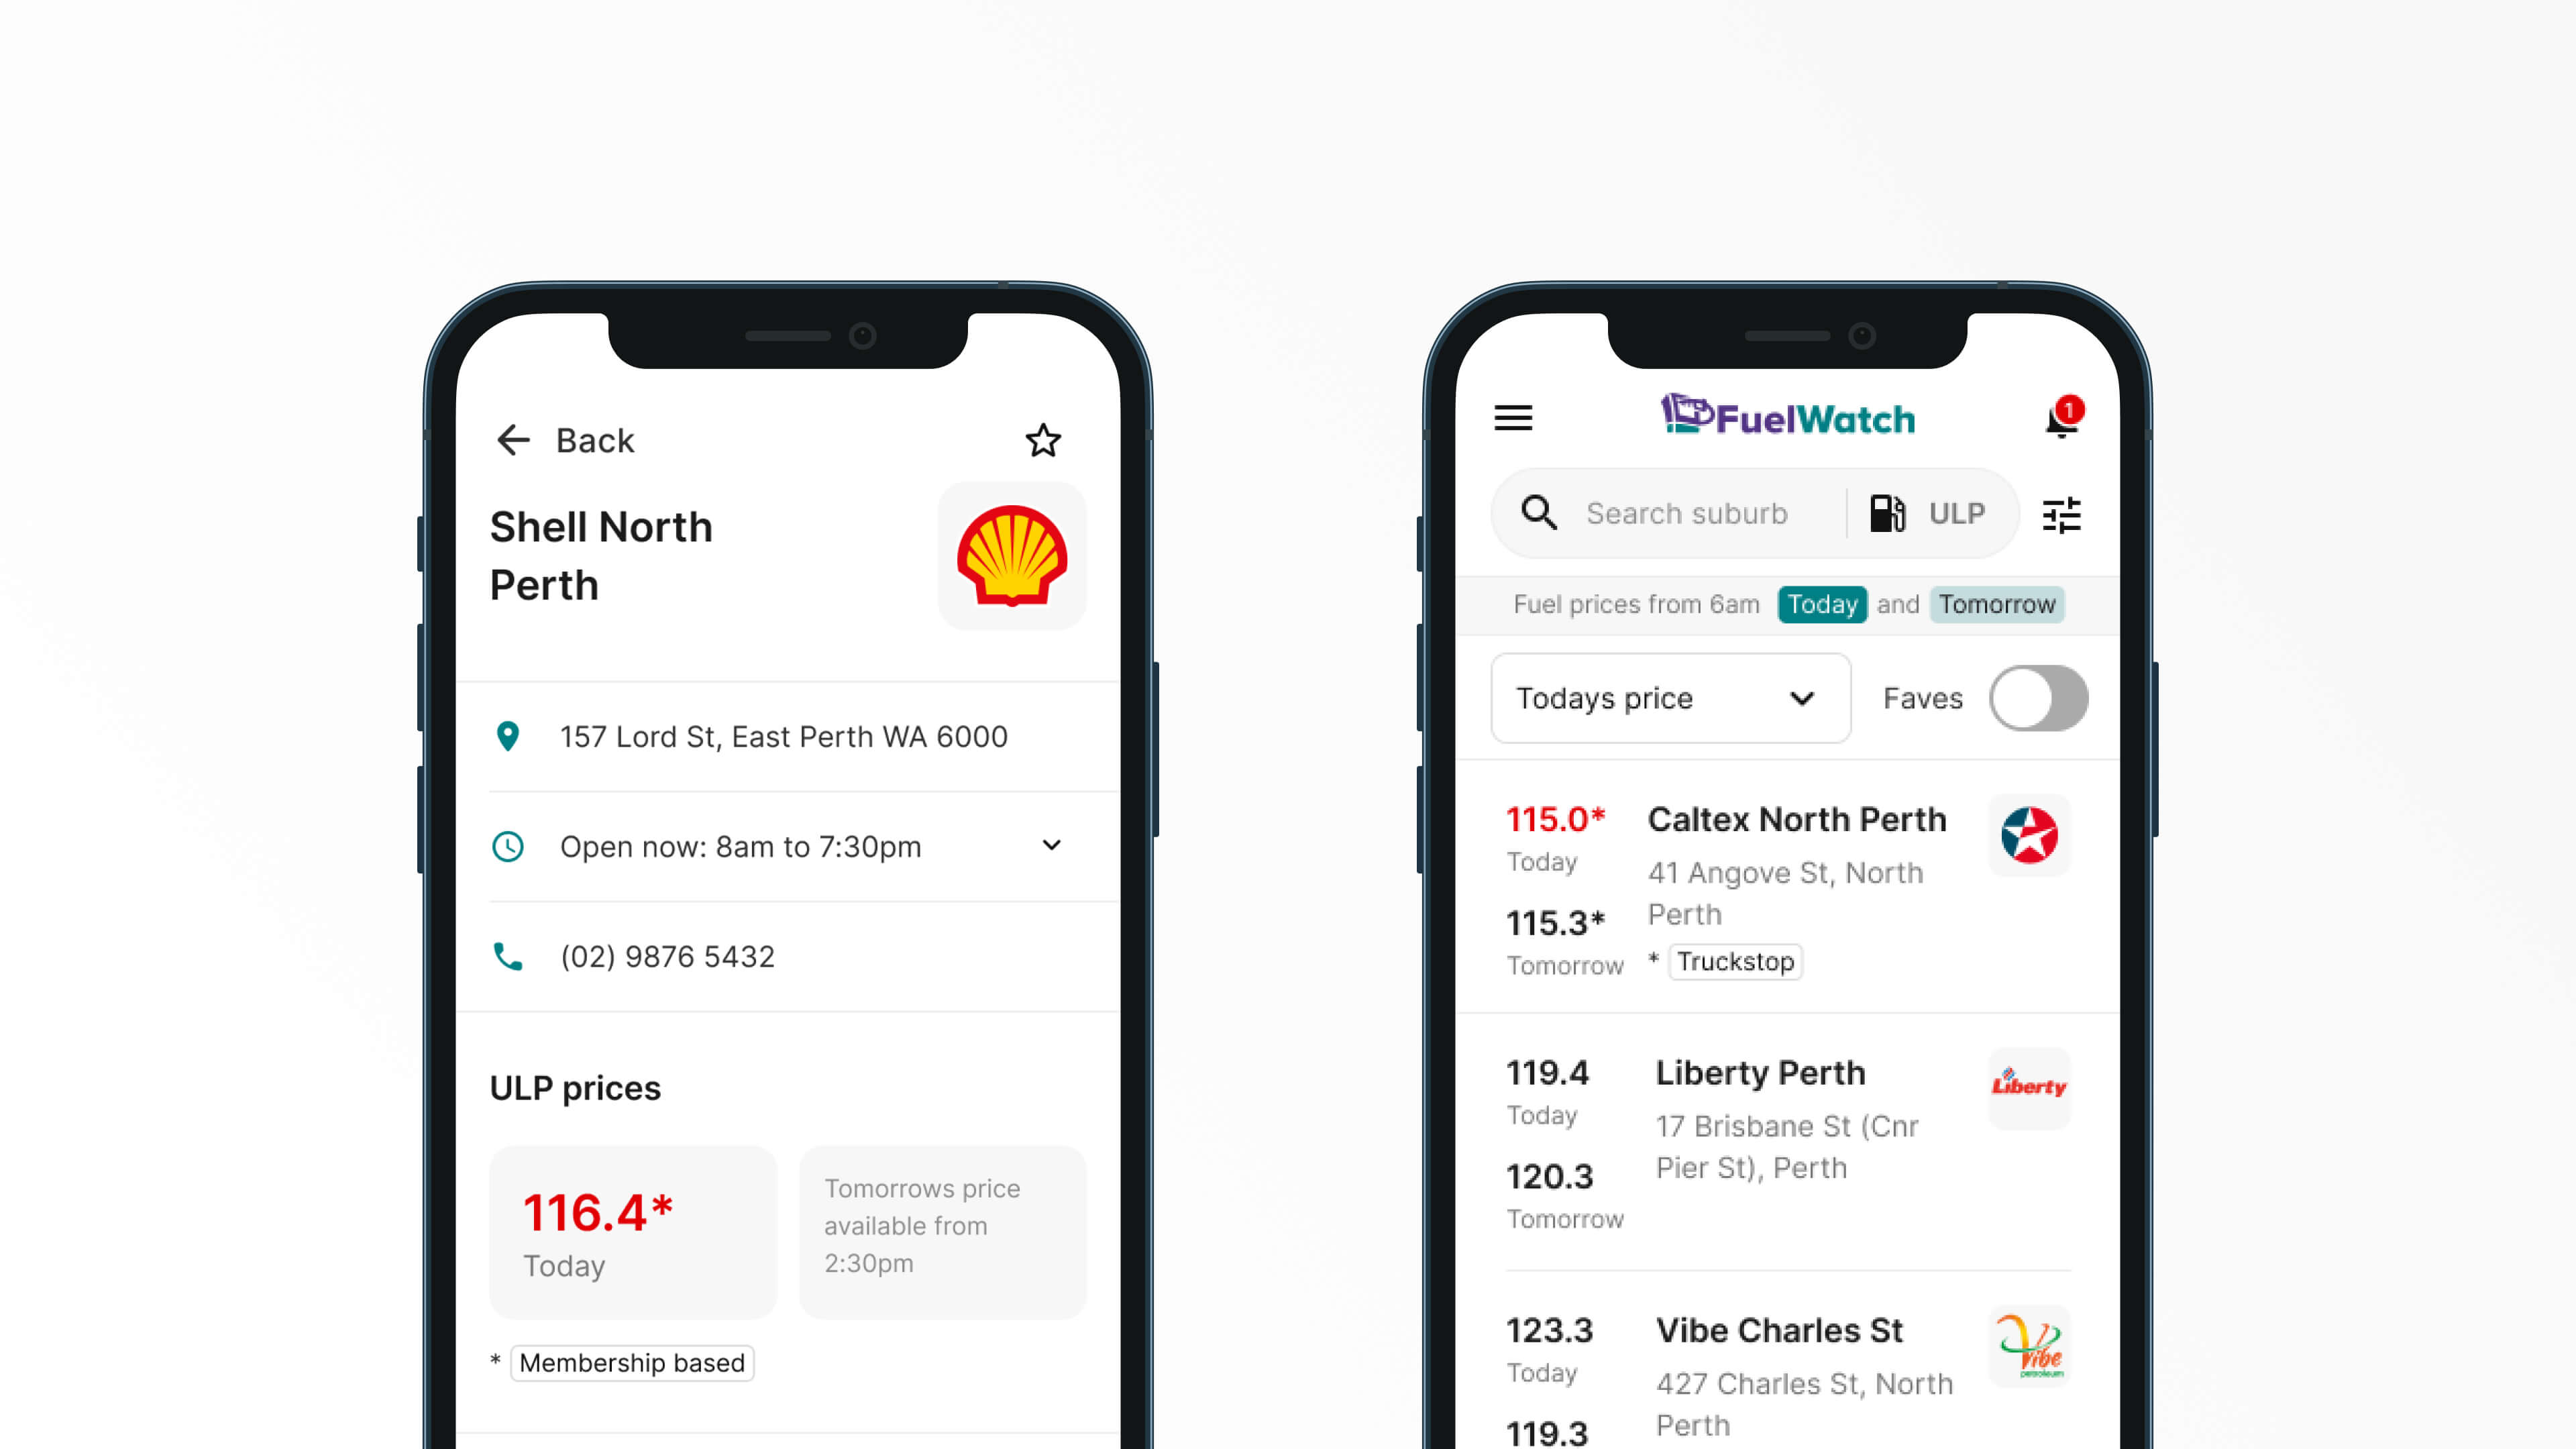 Back
Shell North
Perth
157 Lord St, East Perth WA 6000
Open now: 8am to 7:30pm
(02) 9876 5432
ULP prices
116.4*
Today
Tomorrows price
available from
2:30pm
* Membership based
FuelWatch
1
Search suburb
ULP
Fuel prices from 6am Today and Tomorrow
Todays price
Faves
115.0*
Today
115.3*
Tomorrow
Caltex North Perth
41 Angove St, North
Perth
* Truckstop
119.4
Today
120.3
Tomorrow
Liberty Perth
17 Brisbane St (Cnr
Pier St), Perth
Liberty
123.3
Today
119.3
Vibe Charles St
427 Charles St, North
Perth
Vibe
petroleum